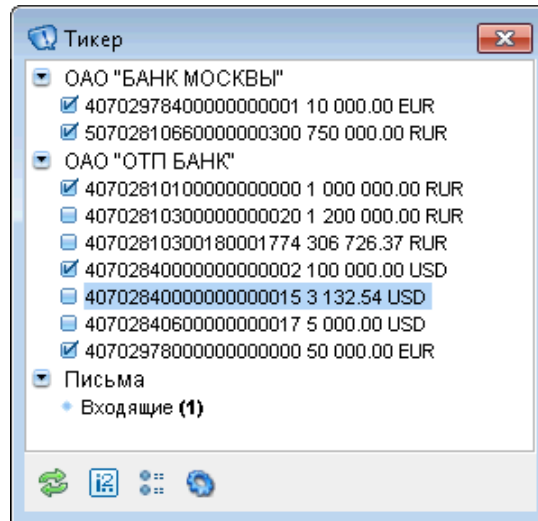 Тикер
ОАО "БАНК МОСКВЫ"
40702978400000000001 10 000.00 EUR
50702810660000000300 750 000.00 RUR
ОАО "ОТП БАНК"
40702810100000000000 1 000 000.00 RUR
40702810300000000020 1 200 000.00 RUR
40702810300180001774 306 726.37 RUR
40702840000000000002 100 000.00 USD
40702840000000000015 3 132.54 USD
40702840600000000017 5 000.00 USD
40702978000000000000 50 000.00 EUR
Письма
Входящие (1)